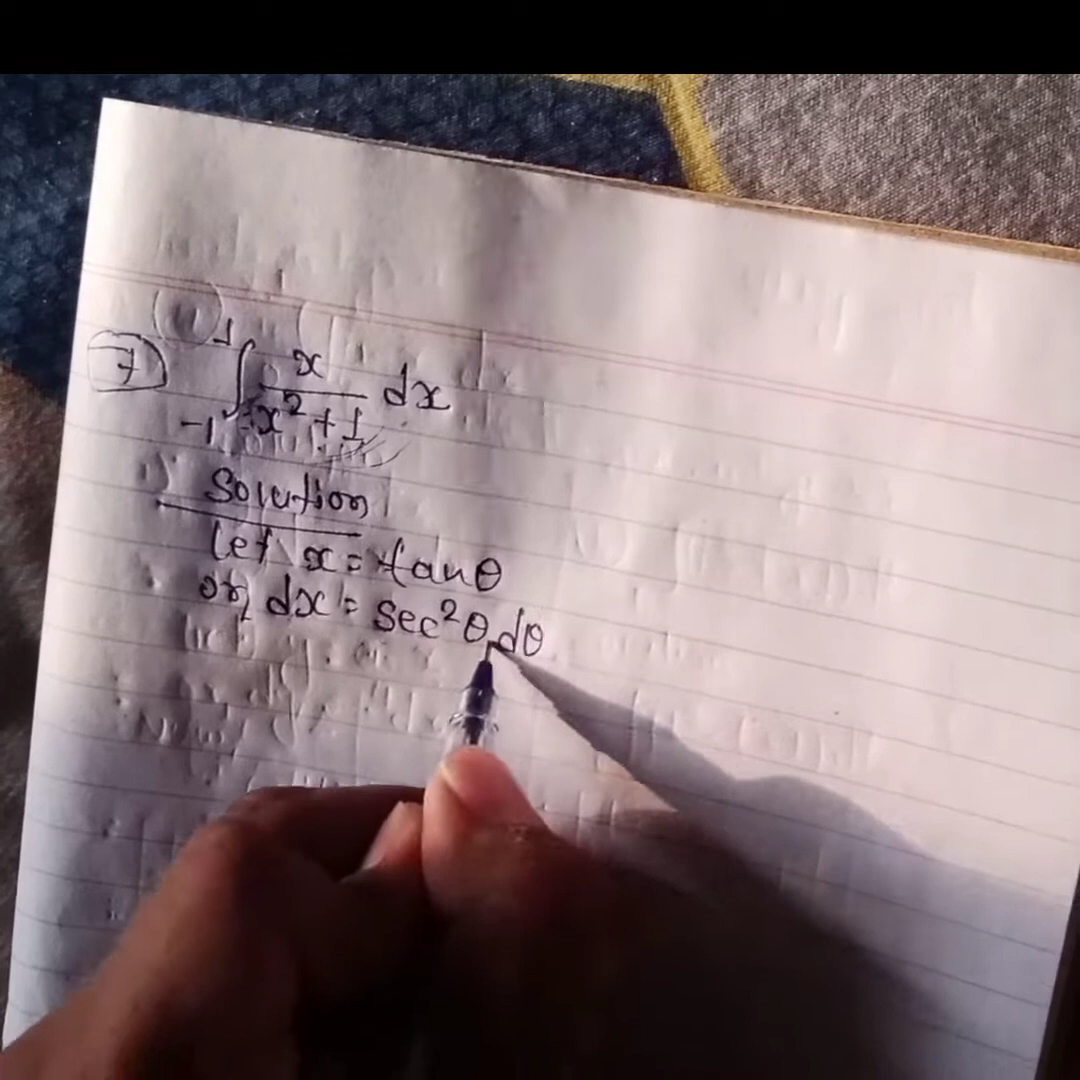 7 ∫₋₁¹ x/(x²+1) dx
Solution
let x = tanθ
or, dx = sec²θ dθ